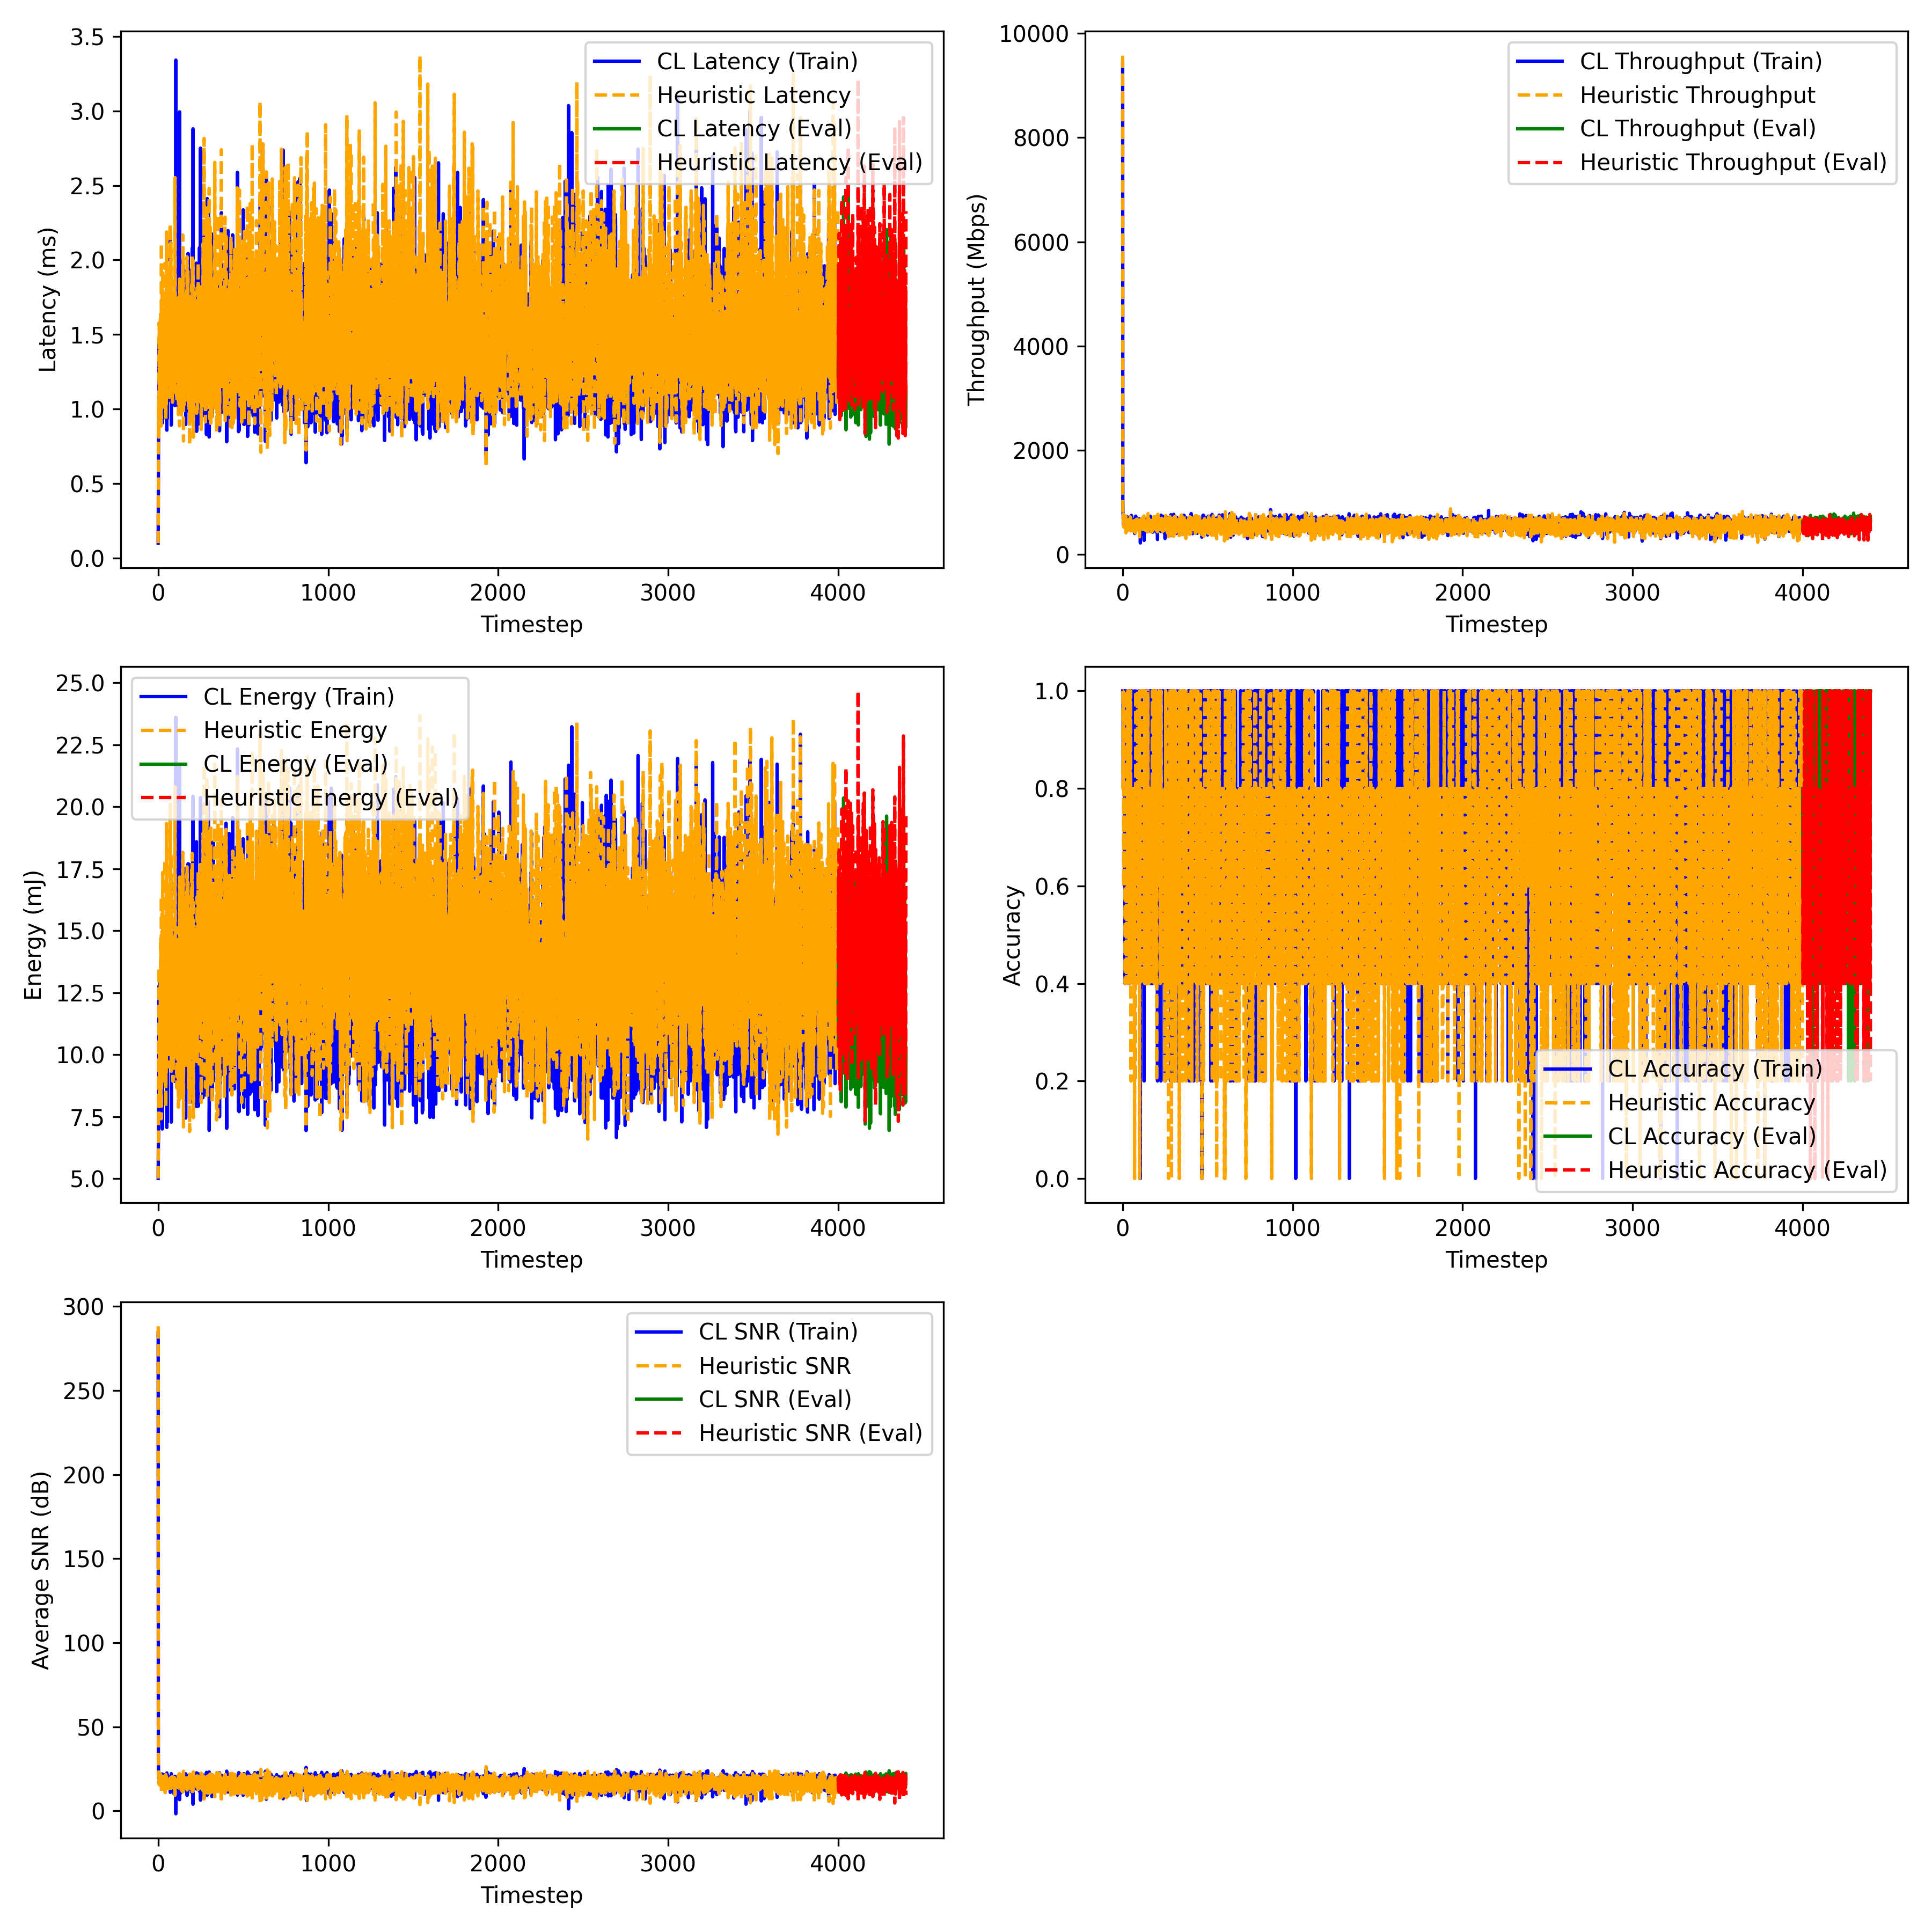 3.5
3.0
2.5
2.0
1.5
1.0
0.5
0.0
Latency (ms)
CL Latency (Train)
Heuristic Latency
CL Latency (Eval)
Heuristic Latency (Eval)
0 1000 2000 3000 4000
Timestep
10000
8000
6000
4000
2000
0
Throughput (Mbps)
CL Throughput (Train)
Heuristic Throughput
CL Throughput (Eval)
Heuristic Throughput (Eval)
0 1000 2000 3000 4000
Timestep
25.0
22.5
20.0
17.5
15.0
12.5
10.0
7.5
5.0
Energy (mJ)
CL Energy (Train)
Heuristic Energy
CL Energy (Eval)
Heuristic Energy (Eval)
0 1000 2000 3000 4000
Timestep
1.0
0.8
0.6
0.4
0.2
0.0
Accuracy
CL Accuracy (Train)
Heuristic Accuracy
CL Accuracy (Eval)
Heuristic Accuracy (Eval)
0 1000 2000 3000 4000
Timestep
300
250
200
150
100
50
0
Average SNR (dB)
CL SNR (Train)
Heuristic SNR
CL SNR (Eval)
Heuristic SNR (Eval)
0 1000 2000 3000 4000
Timestep